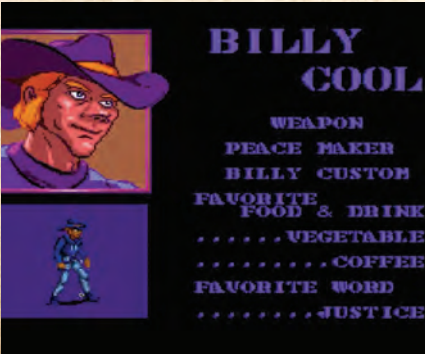 BILLY
COOL
WEAPON
PEACE MAKER
BILLY CUSTOM
FAVORITE
FOOD & DRINK
......VEGETABLE
.........COFFEE
FAVORITE WORD
........JUSTICE